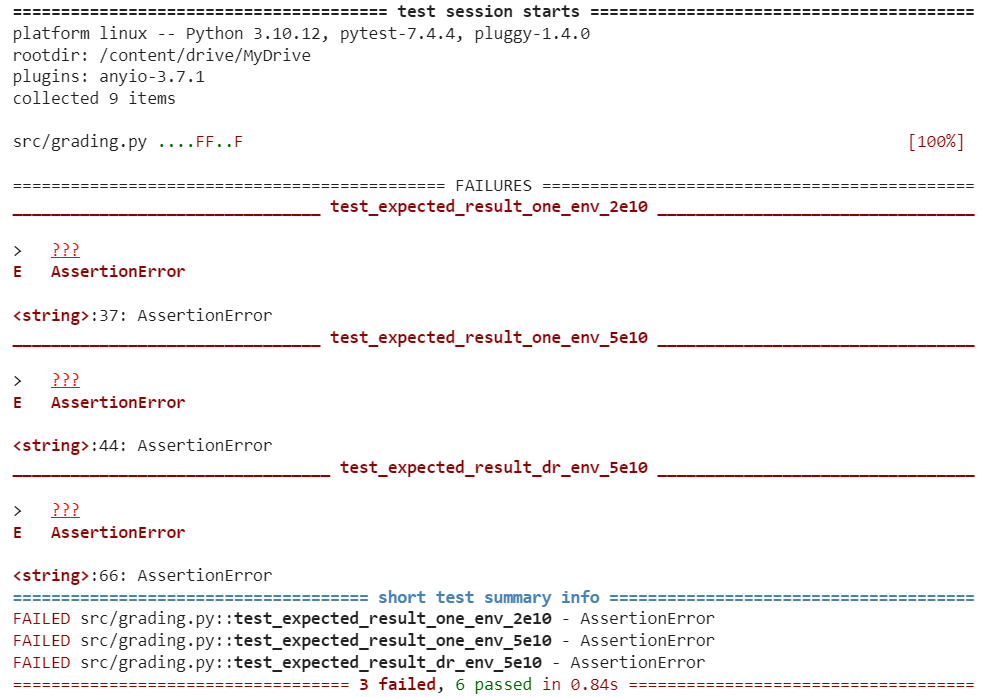 ======================================= test session starts ========================================
platform linux -- Python 3.10.12, pytest-7.4.4, pluggy-1.4.0
rootdir: /content/drive/MyDrive
plugins: anyio-3.7.1
collected 9 items
src/grading.py ....FF..F [100%]
============================================= FAILURES =============================================
________________________________ test_expected_result_one_env_2e10 _________________________________
> ???
E AssertionError
<string>:37: AssertionError
________________________________ test_expected_result_one_env_5e10 _________________________________
> ???
E AssertionError
<string>:44: AssertionError
_________________________________ test_expected_result_dr_env_5e10 _________________________________
> ???
E AssertionError
<string>:66: AssertionError
===================================== short test summary info ======================================
FAILED src/grading.py::test_expected_result_one_env_2e10 - AssertionError
FAILED src/grading.py::test_expected_result_one_env_5e10 - AssertionError
FAILED src/grading.py::test_expected_result_dr_env_5e10 - AssertionError
=================================== 3 failed, 6 passed in 0.84s ====================================